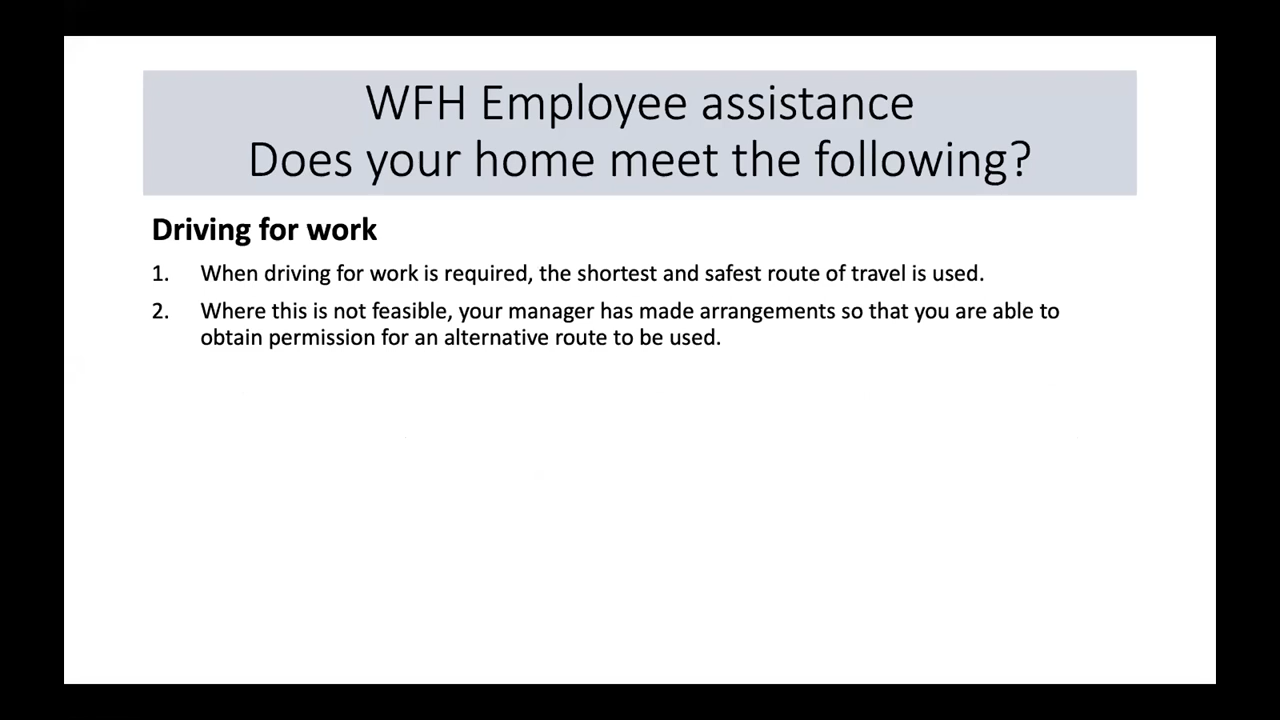 WFH Employee assistance
Does your home meet the following?
Driving for work
1. When driving for work is required, the shortest and safest route of travel is used.
2. Where this is not feasible, your manager has made arrangements so that you are able to
obtain permission for an alternative route to be used.